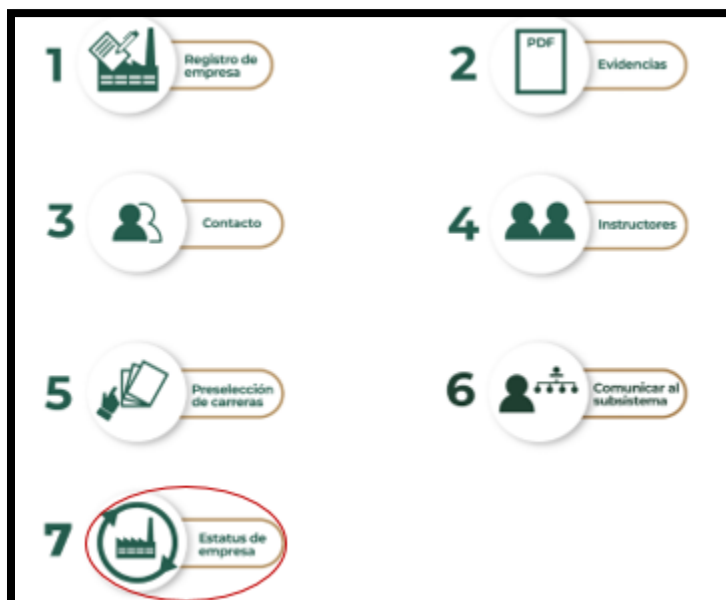 1
Registro de
empresa
2
PDF
Evidencias
3
Contacto
4
Instructores
5
Preselección
de carreras
6
Comunicar al
subsistema
7
Estatus de
empresa